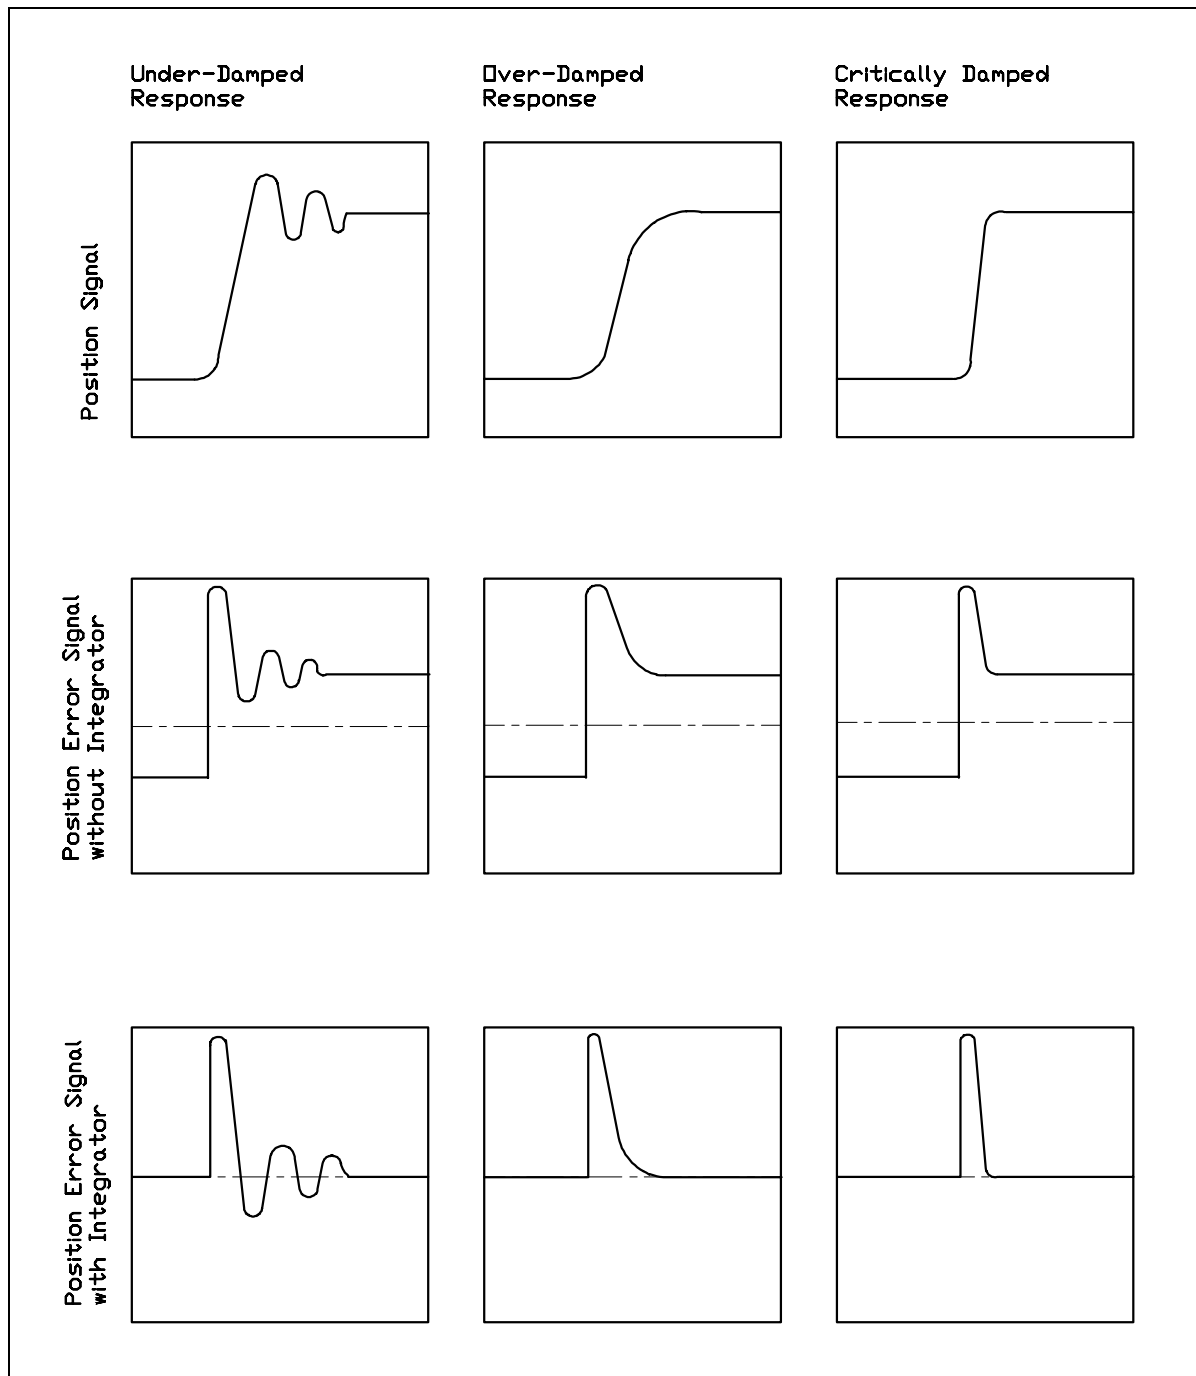 Under-Damped
Response
Over-Damped
Response
Critically Damped
Response
Position Signal
Position Error Signal
without Integrator
Position Error Signal
with Integrator